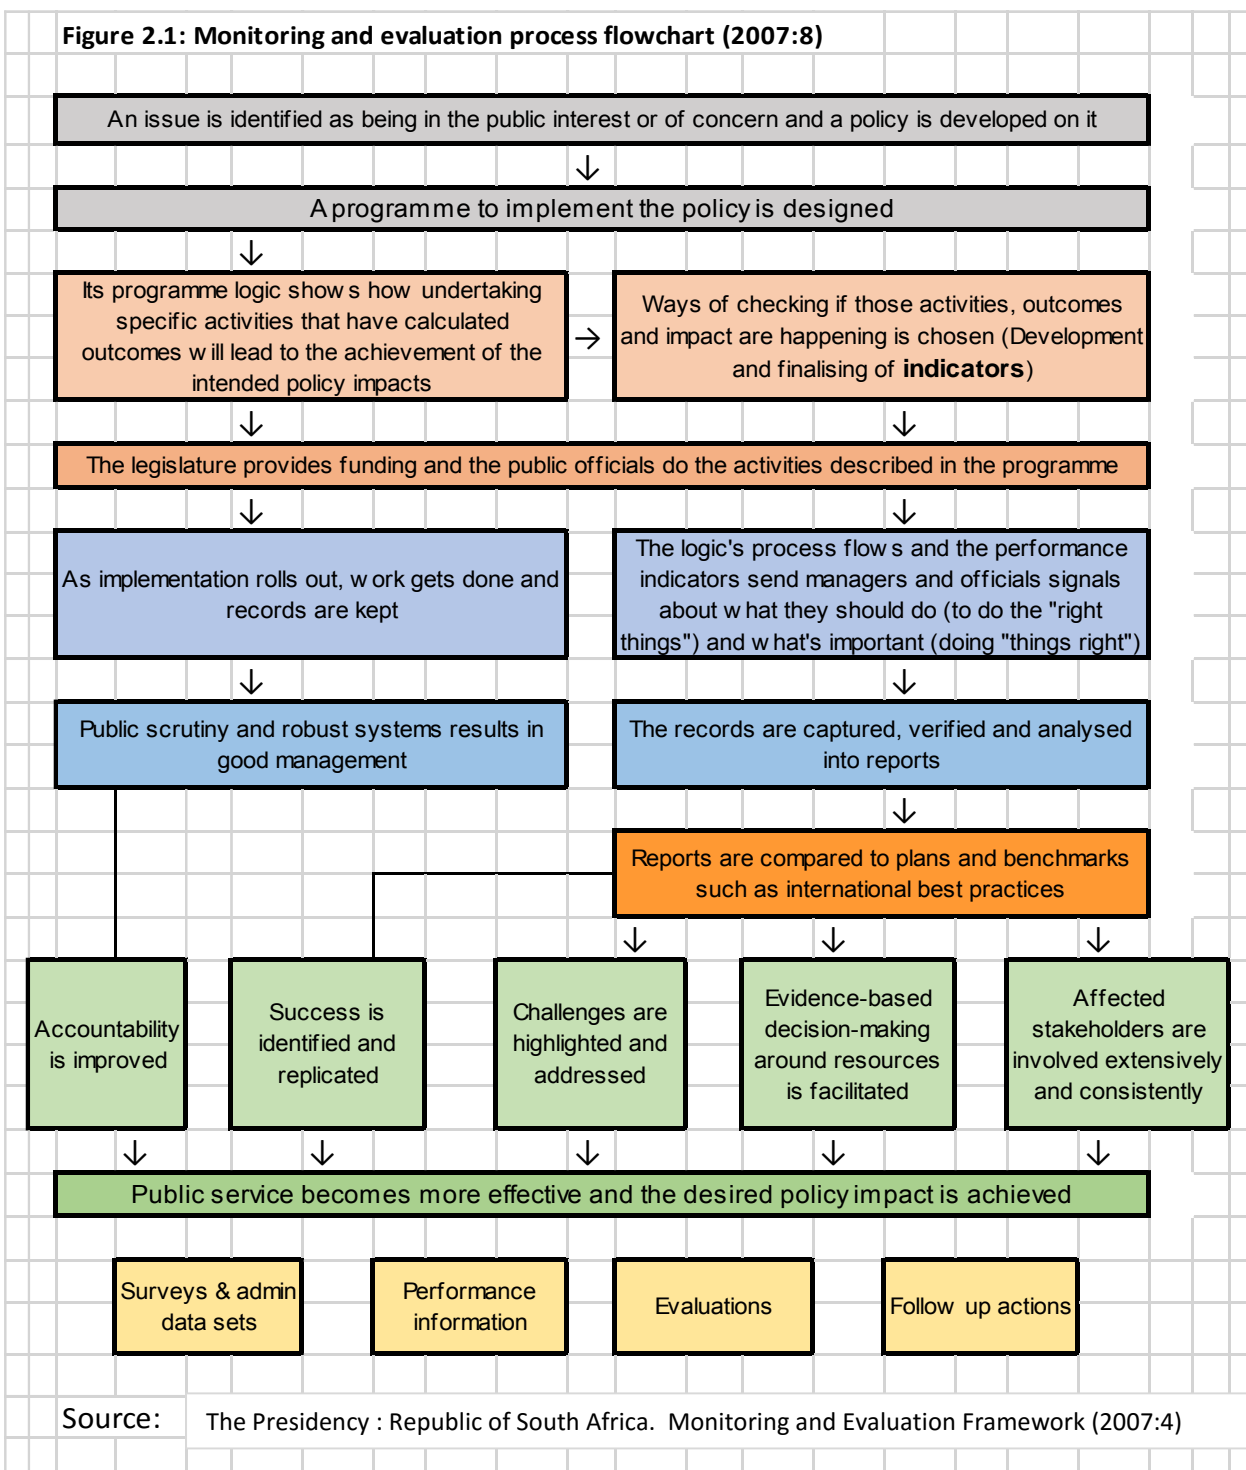 Figure 2.1: Monitoring and evaluation process flowchart (2007:8)
An issue is identified as being in the public interest or of concern and a policy is developed on it
↓
A programme to implement the policy is designed
↓
Its programme logic shows how undertaking
specific activities that have calculated
outcomes will lead to the achievement of the
intended policy impacts
→
Ways of checking if those activities, outcomes
and impact are happening is chosen (Development
and finalising of indicators)
↓ ↓
The legislature provides funding and the public officials do the activities described in the programme
↓ ↓
As implementation rolls out, work gets done and
records are kept
The logic's process flows and the performance
indicators send managers and officials signals
about what they should do (to do the "right
things") and what's important (doing "things right")
↓ ↓
Public scrutiny and robust systems results in
good management
The records are captured, verified and analysed
into reports
↓
Reports are compared to plans and benchmarks
such as international best practices
↓ ↓ ↓
Accountability
is improved
Success is
identified and
replicated
Challenges are
highlighted and
addressed
Evidence-based
decision-making
around resources
is facilitated
Affected
stakeholders are
involved extensively
and consistently
↓ ↓ ↓ ↓ ↓
Public service becomes more effective and the desired policy impact is achieved
Surveys & admin
data sets
Performance
information
Evaluations
Follow up actions
Source: The Presidency : Republic of South Africa. Monitoring and Evaluation Framework (2007:4)